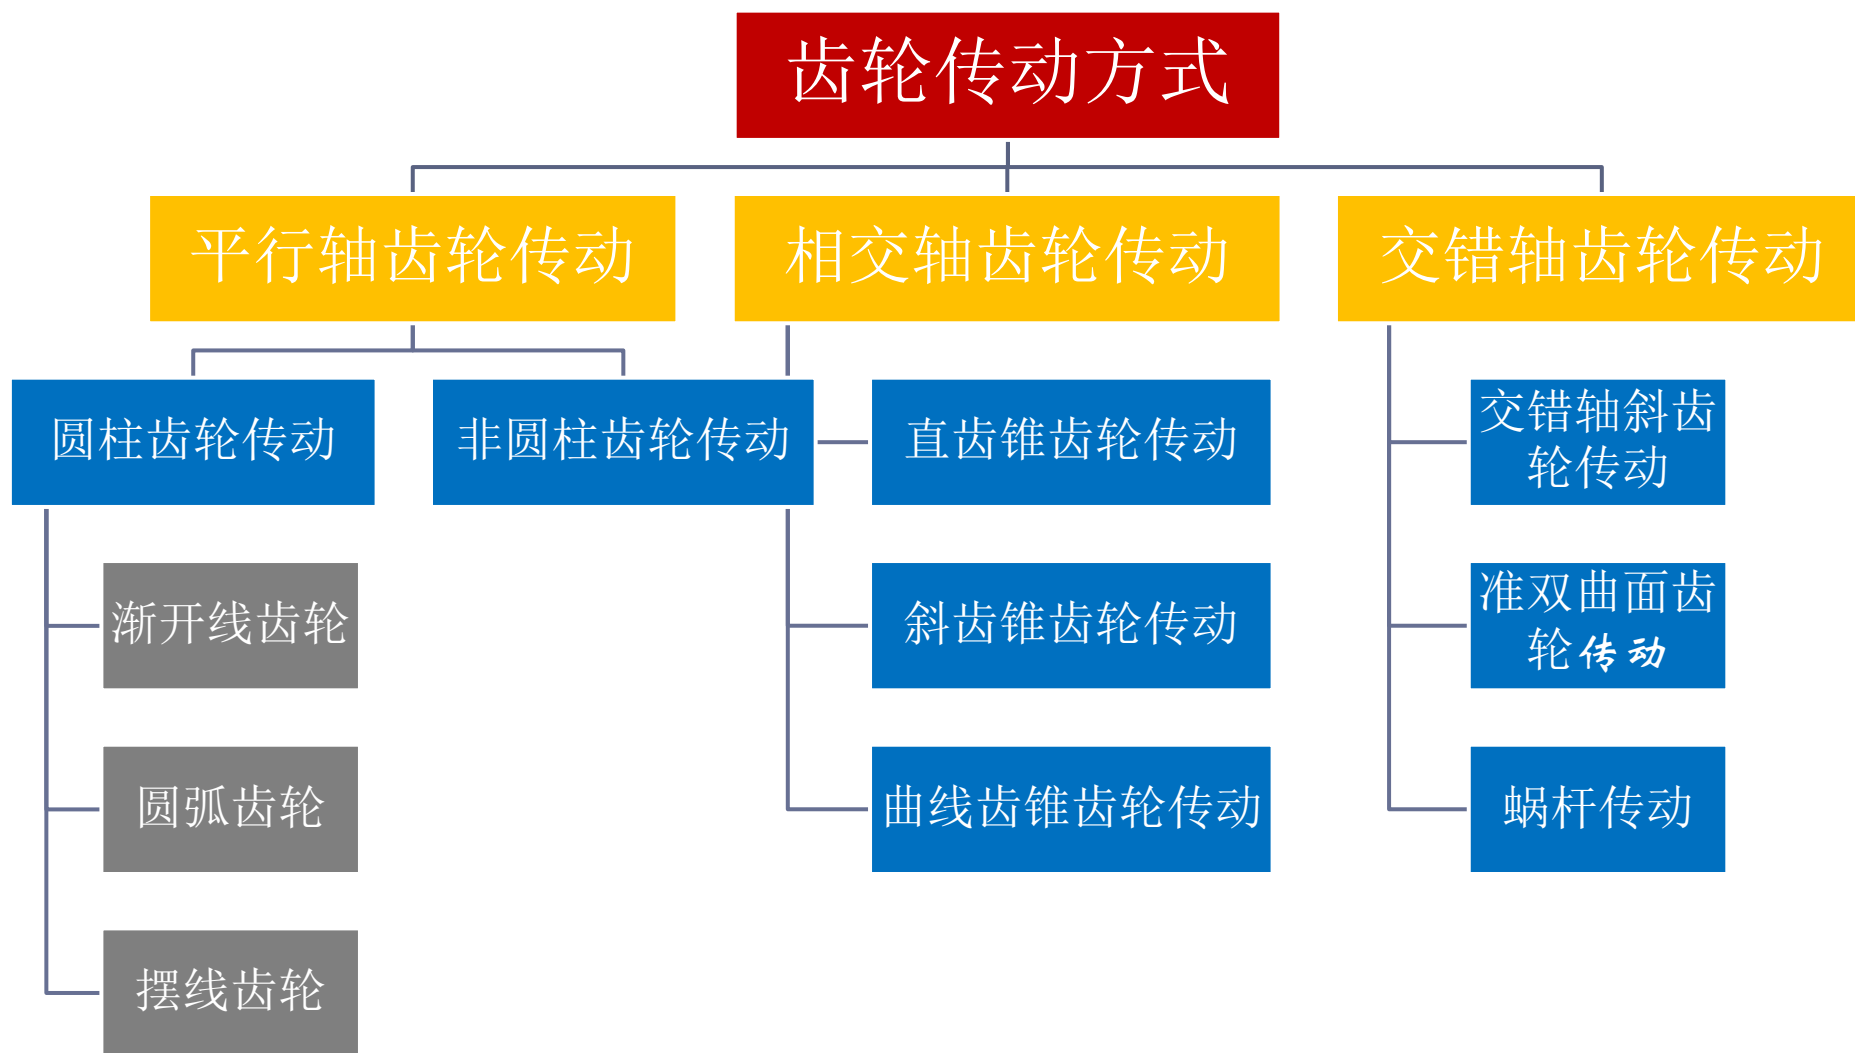 齿轮传动方式
平行轴齿轮传动
相交轴齿轮传动
交错轴齿轮传动
圆柱齿轮传动
非圆柱齿轮传动
直齿锥齿轮传动
交错轴斜齿
轮传动
渐开线齿轮
斜齿锥齿轮传动
准双曲面齿
轮传动
圆弧齿轮
曲线齿锥齿轮传动
蜗杆传动
摆线齿轮